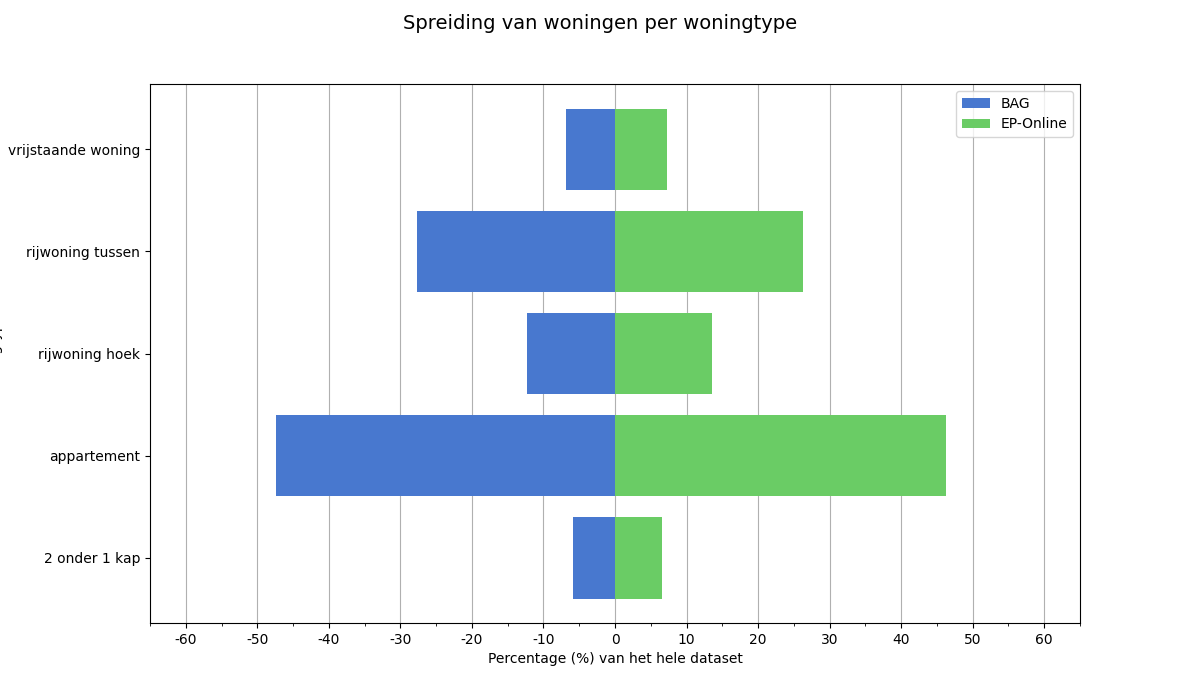 Spreiding van woningen per woningtype
BAG
EP-Online
vrijstaande woning
rijwoning tussen
rijwoning hoek
appartement
2 onder 1 kap
-60 -50 -40 -30 -20 -10 0 10 20 30 40 50 60
Percentage (%) van het hele dataset